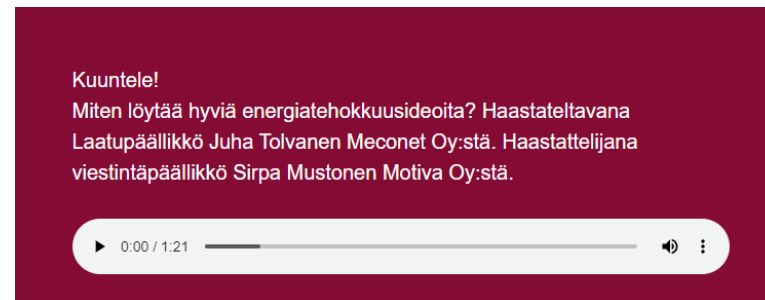 Kuuntele!
Miten löytää hyviä energiatehokkuusideoita? Haastateltavana
Laatupäällikkö Juha Tolvanen Meconet Oy:stä. Haastattelijana
viestintäpäällikkö Sirpa Mustonen Motiva Oy:stä.
0:00 / 1:21